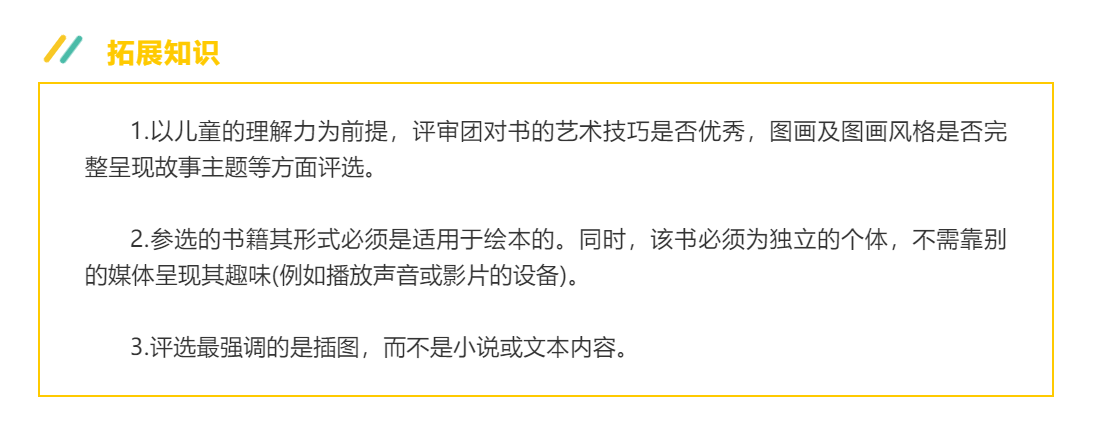 拓展知识
1.以儿童的理解力为前提，评审团对书的艺术技巧是否优秀，图画及图画风格是否完
整呈现故事主题等方面评选。
2.参选的书籍其形式必须是适用于绘本的。同时，该书必须为独立的个体，不需靠别
的媒体呈现其趣味(例如播放声音或影片的设备)。
3.评选最强调的是插图，而不是小说或文本内容。